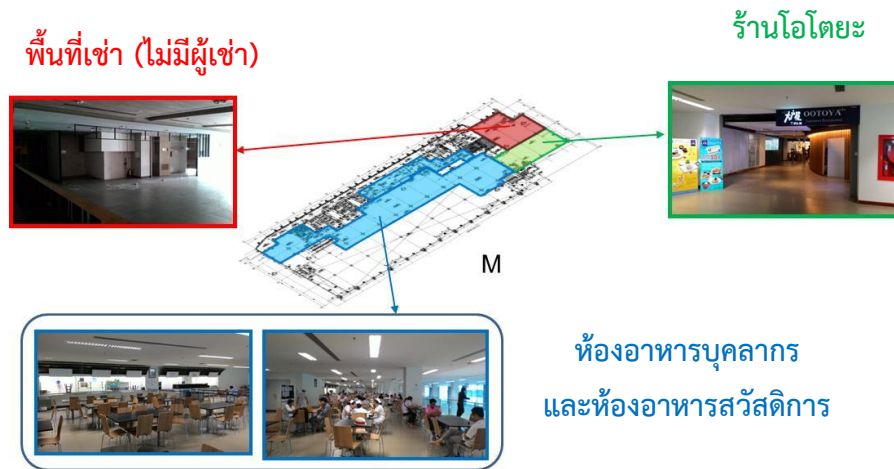 ร้านโอโตยะ
พื้นที่เช่า (ไม่มีผู้เช่า)
OOTOYA
M
ห้องอาหารบุคลากร
และห้องอาหารสวัสดิการ